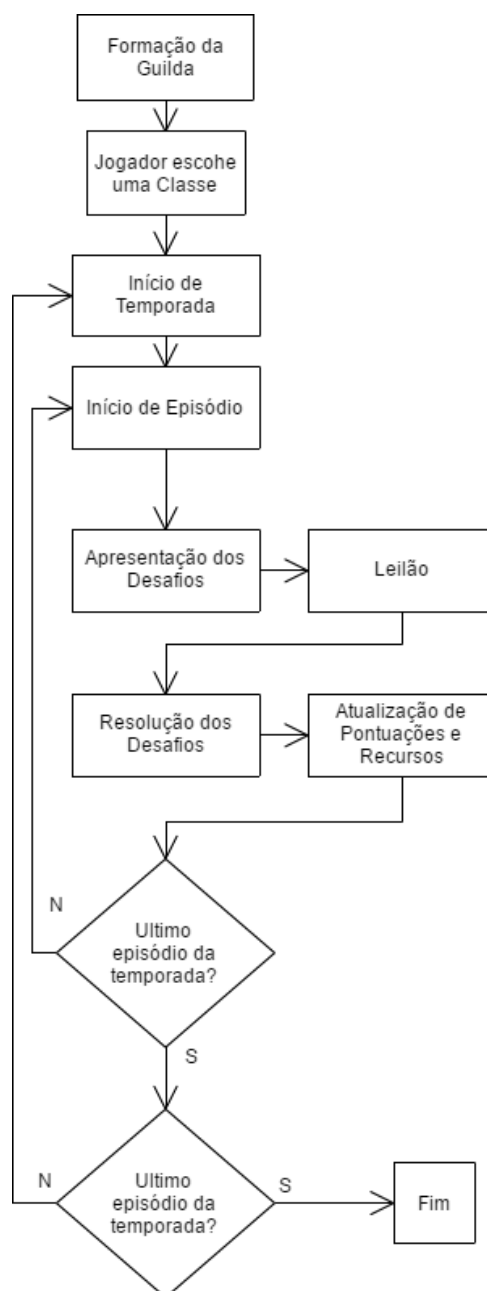 Formação da
Guilda
Jogador escohe
uma Classe
Início de
Temporada
Início de Episódio
Apresentação dos
Desafios
Leilão
Resolução dos
Desafios
Atualização de
Pontuações e
Recursos
N
Ultimo
episódio da
temporada?
S
N
Ultimo
episódio da
temporada?
S
Fim